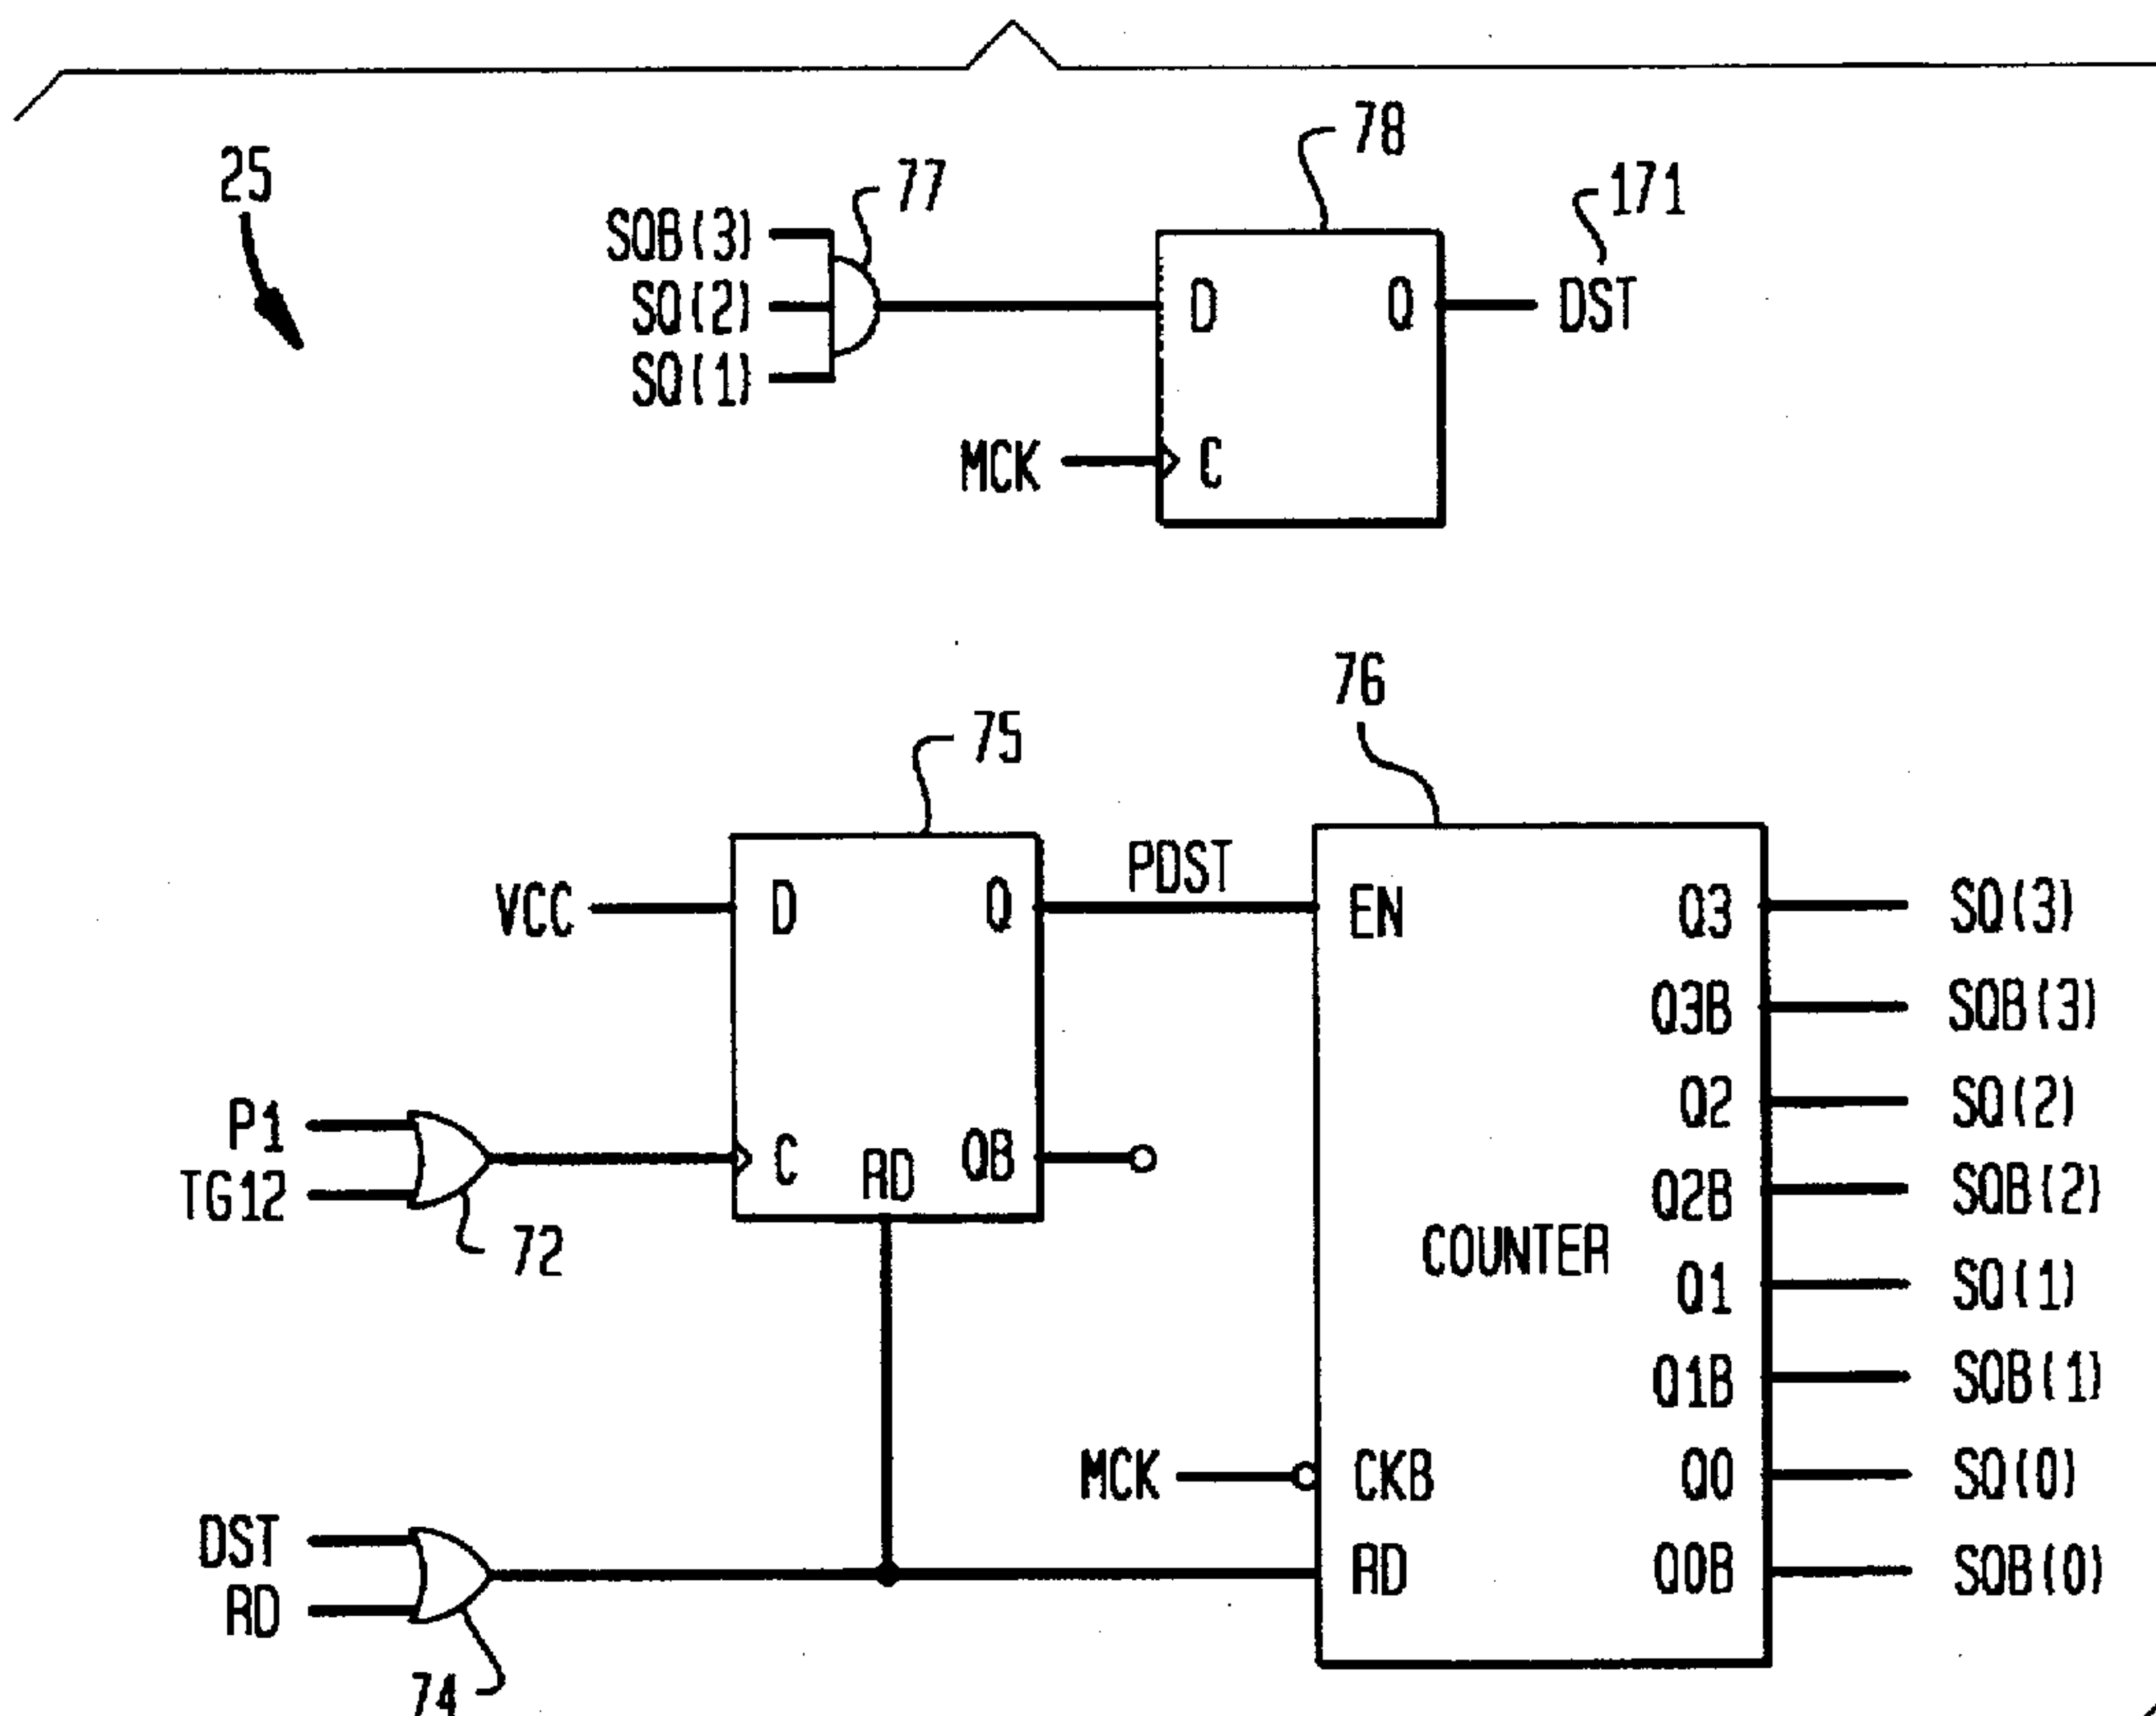 25
77
78
171
SQB(3)
SQ(2)
SQ(1)
D
Q
DST
MCK
C
76
75
PDST
VCC
D
Q
EN
Q3
SQ(3)
Q3B
SQB(3)
Q2
SQ(2)
P1
TG12
C
RD
QB
Q2B
SQB(2)
72
COUNTER
Q1
SQ(1)
Q1B
SQB(1)
MCK
CKB
Q0
SQ(0)
DST
RD
RD
Q0B
SQB(0)
74